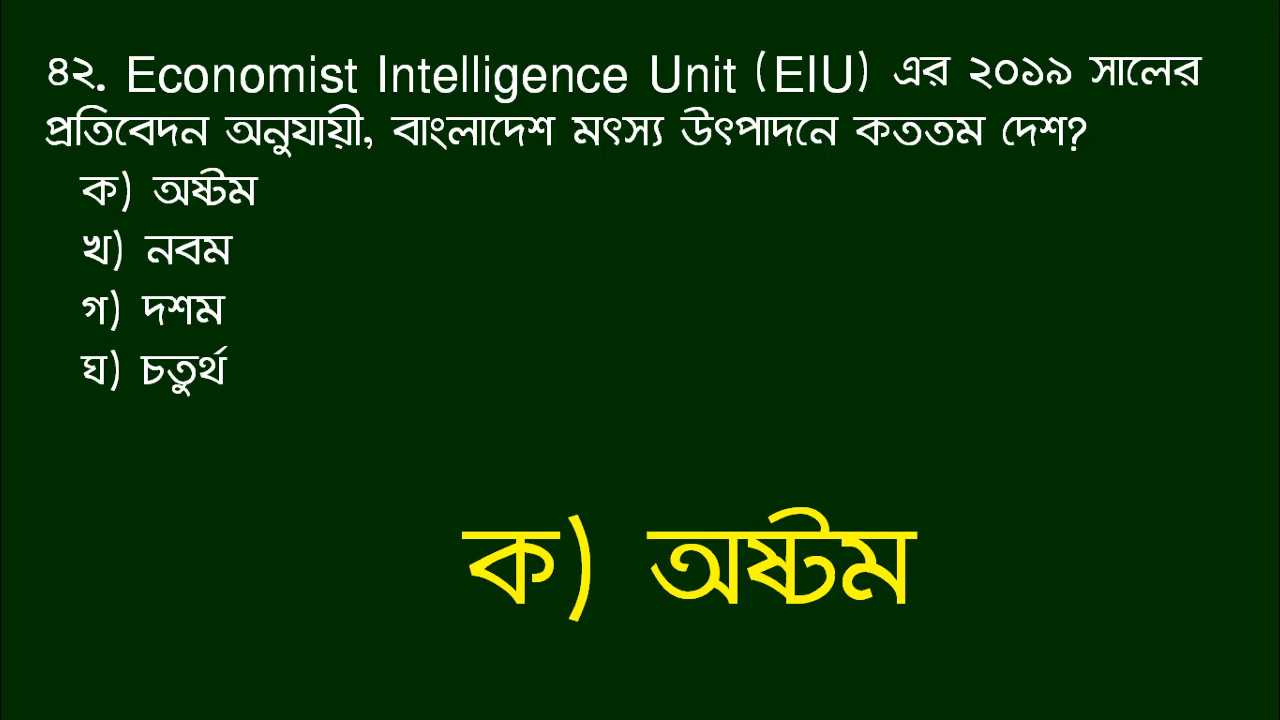 ৪২. Economist Intelligence Unit (EIU) এর ২০১৯ সালের
প্রতিবেদন অনুযায়ী, বাংলাদেশ মৎস্য উৎপাদনে কততম দেশ?
ক) অষ্টম
খ) নবম
গ) দশম
ঘ) চতুর্থ
ক) অষ্টম